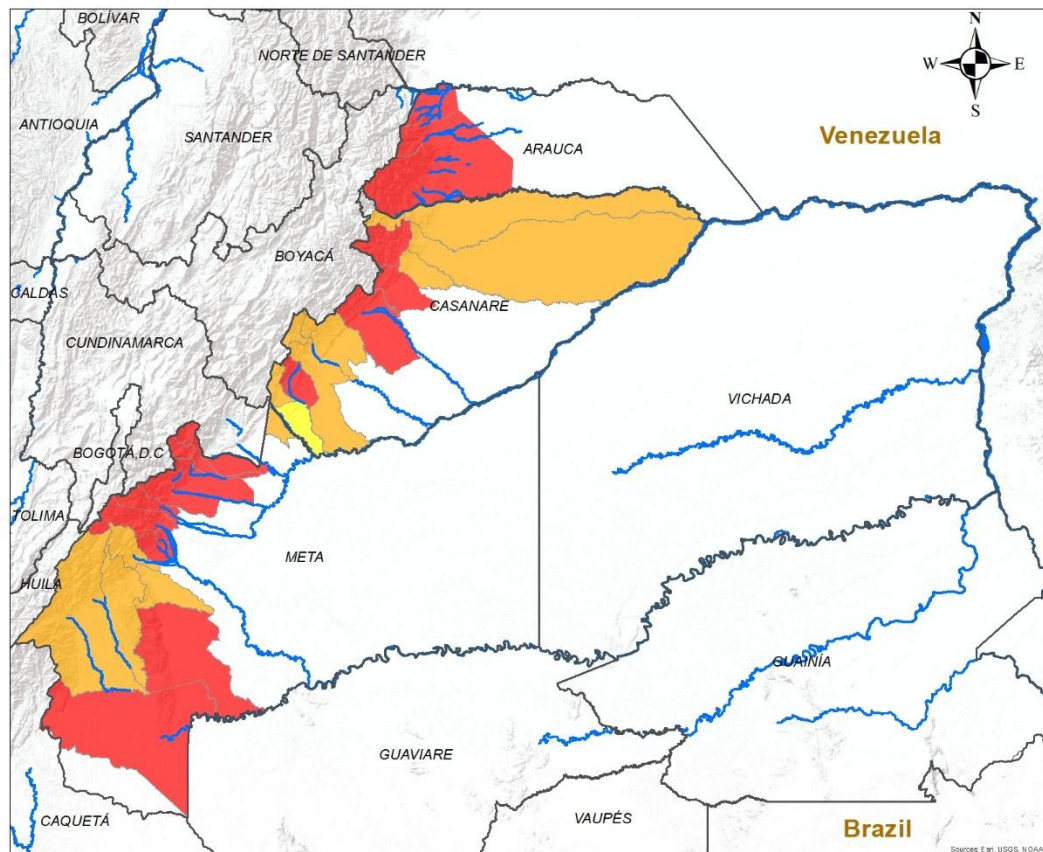 BOLÍVAR
N
NORTE DE SANTANDER
W
E
S
ANTIOQUIA
SANTANDER
Venezuela
ARAUCA
BOYACÁ
CALDAS
CASANARE
CUNDINAMARCA
VICHADA
BOGOTÁ,D.C
TOLIMA
META
HUILA
GUAINÍA
GUAVIARE
CAQUETÁ
VAUPÉS
Brazil
Sources: Esri, USGS, NOAA